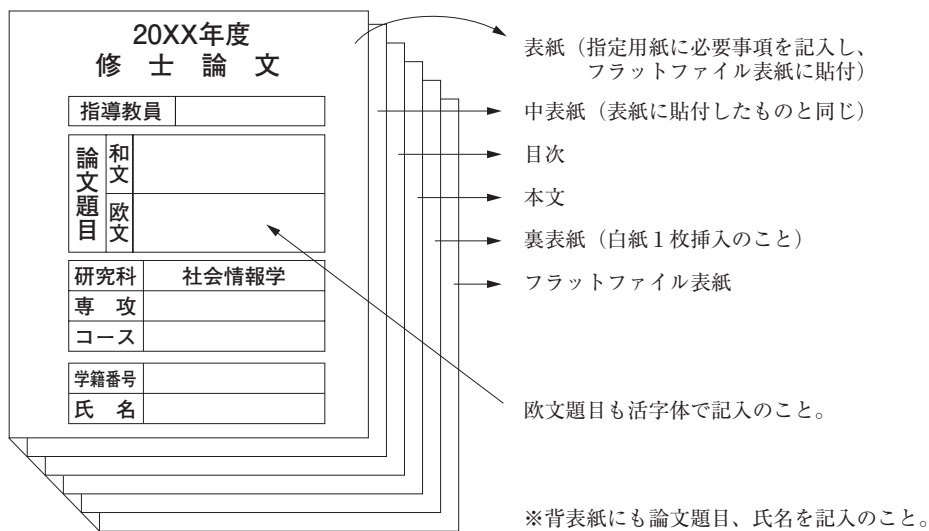 20XX年度
修 士 論 文
指導教員
論文題目
和文
欧文
研究科 社会情報学
専 攻
コース
学籍番号
氏 名
表紙（指定用紙に必要事項を記入し、
フラットファイル表紙に貼付）
中表紙（表紙に貼付したものと同じ）
目次
本文
裏表紙（白紙１枚挿入のこと）
フラットファイル表紙
欧文題目も活字体で記入のこと。
※背表紙にも論文題目、氏名を記入のこと。